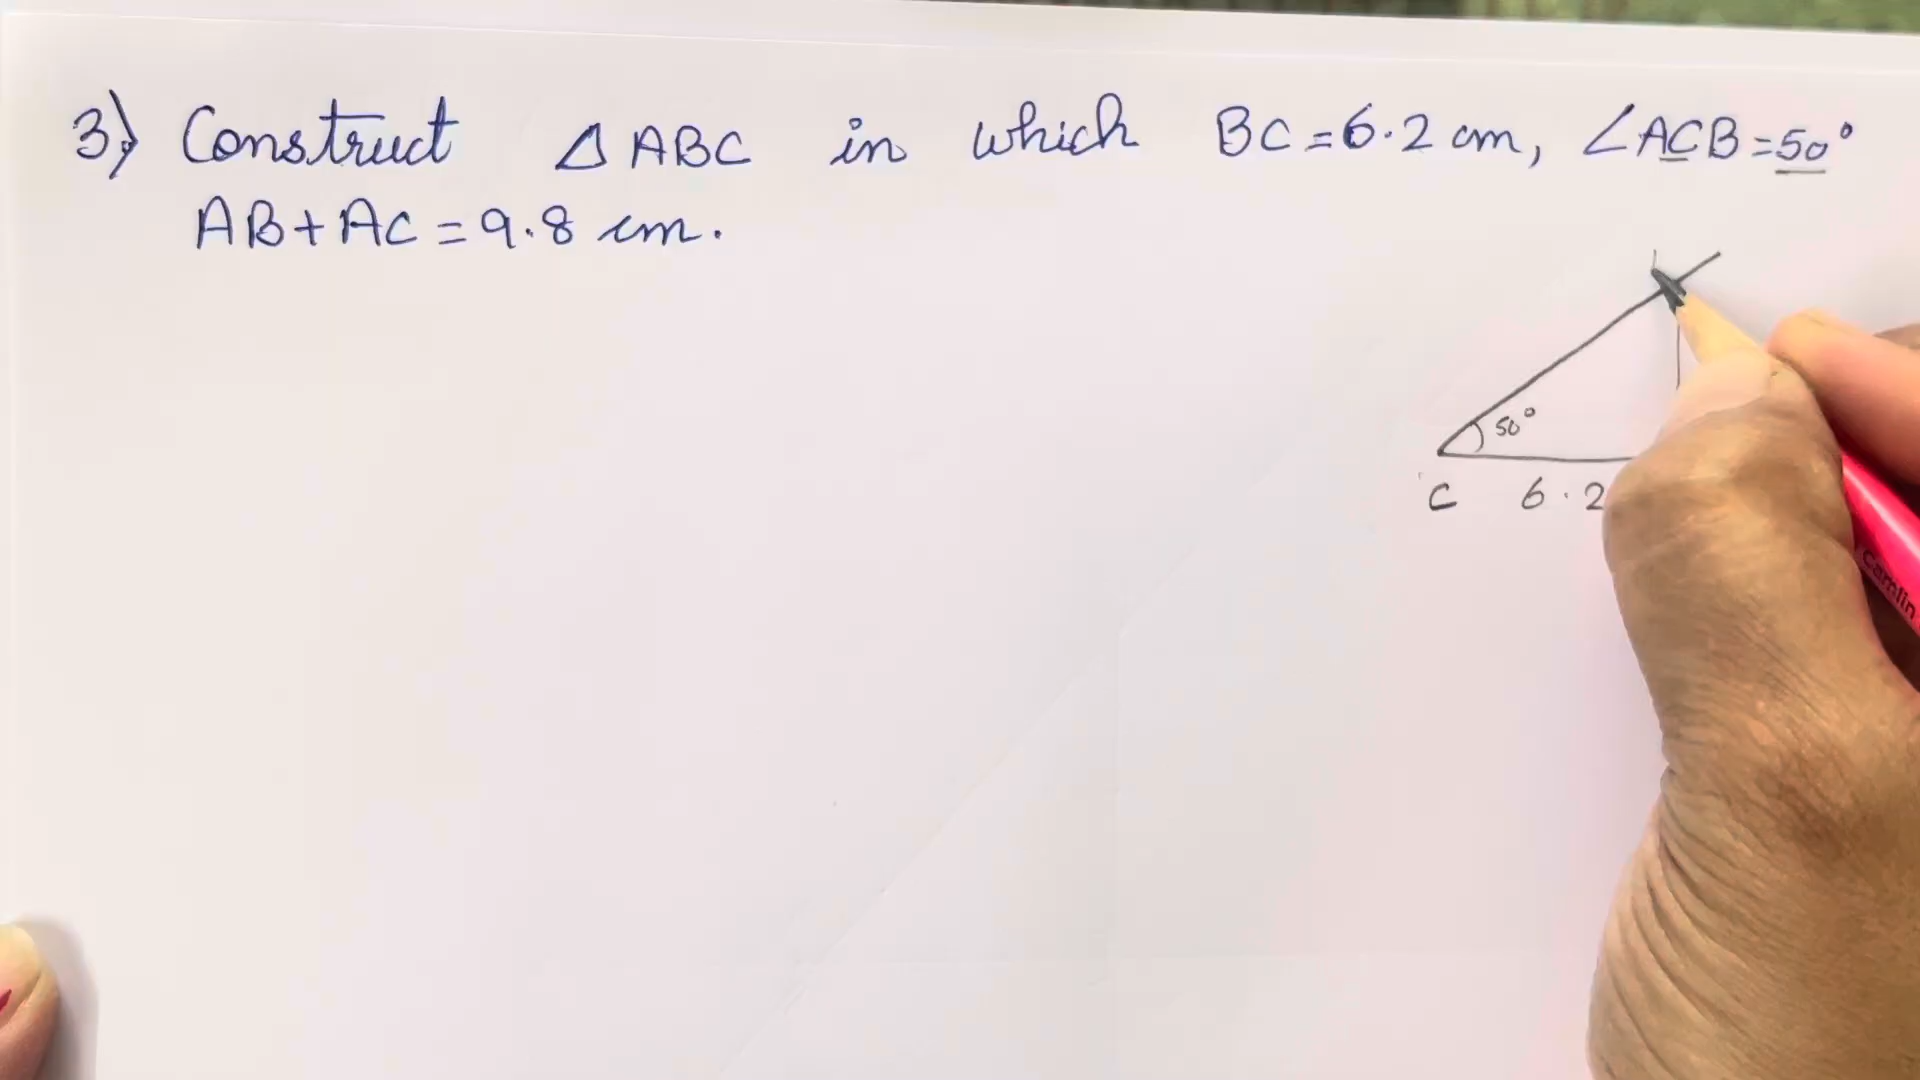 3) Construct △ABC in which BC=6.2 cm, ∠ACB=50°
AB+AC=9.8 cm.
50°
C 6.2
Camlin